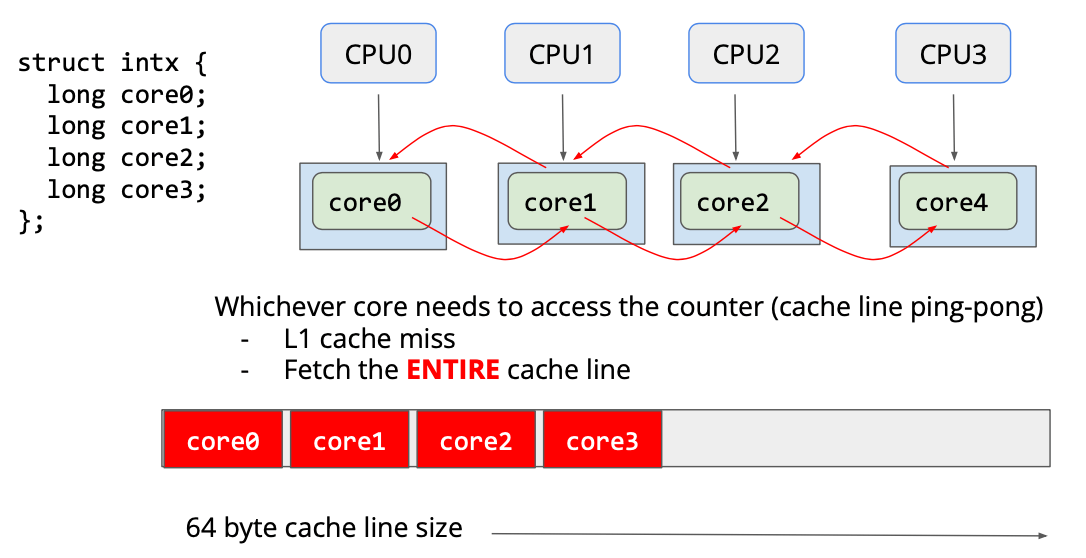 struct intx {
long core0;
long core1;
long core2;
long core3;
};
CPU0 CPU1 CPU2 CPU3
core0 core1 core2 core4
Whichever core needs to access the counter (cache line ping-pong)
- L1 cache miss
- Fetch the ENTIRE cache line
core0 core1 core2 core3
64 byte cache line size